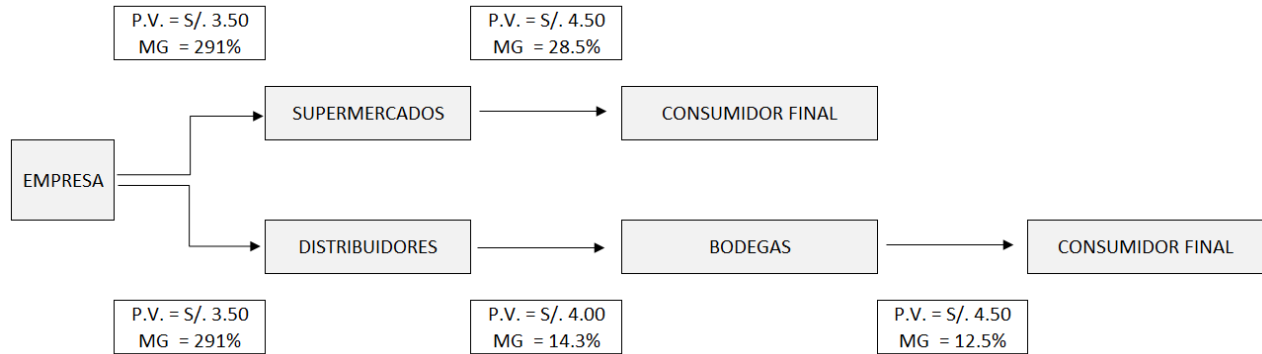 P.V. = S/. 3.50
MG = 291%
P.V. = S/. 4.50
MG = 28.5%
SUPERMERCADOS
CONSUMIDOR FINAL
EMPRESA
DISTRIBUIDORES
BODEGAS
CONSUMIDOR FINAL
P.V. = S/. 3.50
MG = 291%
P.V. = S/. 4.00
MG = 14.3%
P.V. = S/. 4.50
MG = 12.5%